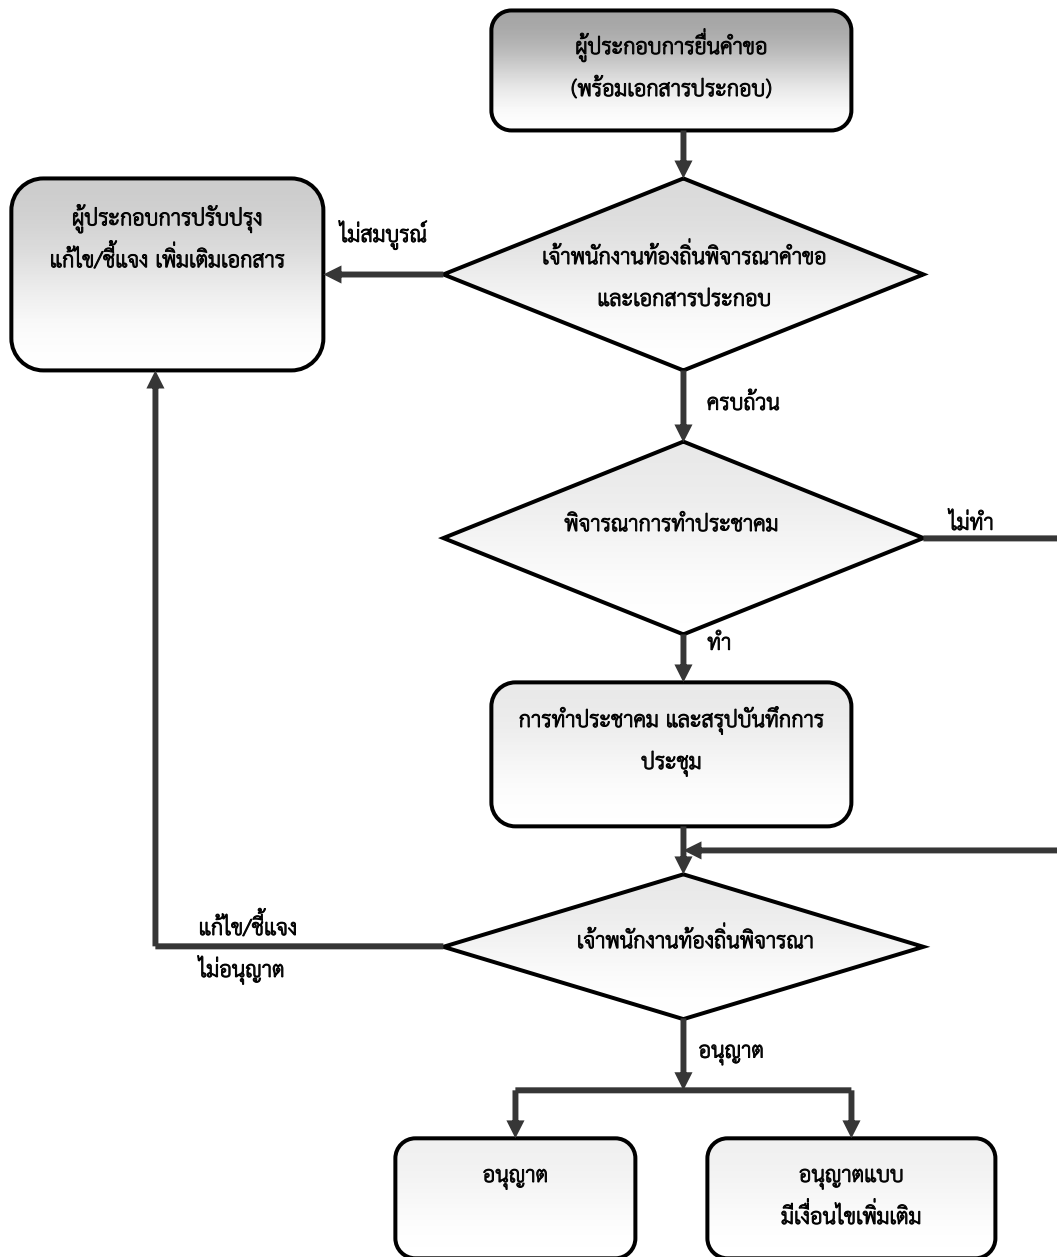 ผู้ประกอบการยื่นคำขอ
(พร้อมเอกสารประกอบ)
ผู้ประกอบการปรับปรุง
แก้ไข/ชี้แจง เพิ่มเติมเอกสาร
ไม่สมบูรณ์
เจ้าพนักงานท้องถิ่นพิจารณาคำขอ
และเอกสารประกอบ
ครบถ้วน
พิจารณาการทำประชาคม
ไม่ทำ
ทำ
การทำประชาคม และสรุปบันทึกการ
ประชุม
แก้ไข/ชี้แจง
ไม่อนุญาต
เจ้าพนักงานท้องถิ่นพิจารณา
อนุญาต
อนุญาต
อนุญาตแบบ
มีเงื่อนไขเพิ่มเติม